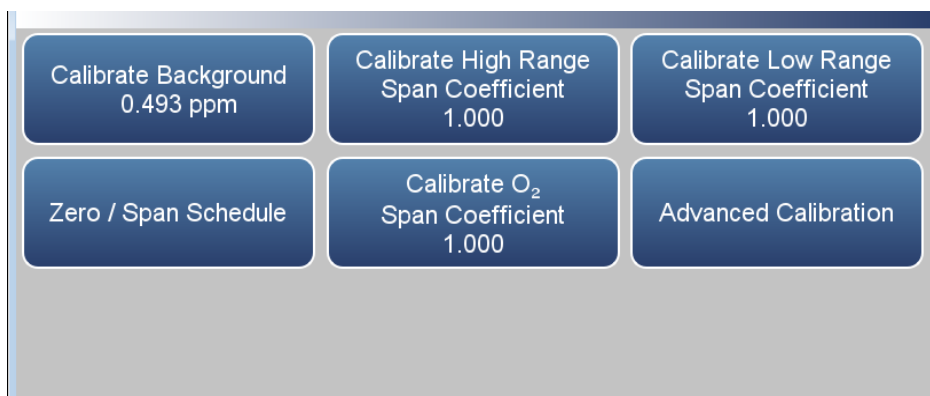 Calibrate Background
0.493 ppm
Calibrate High Range
Span Coefficient
1.000
Calibrate Low Range
Span Coefficient
1.000
Zero / Span Schedule
Calibrate O₂
Span Coefficient
1.000
Advanced Calibration